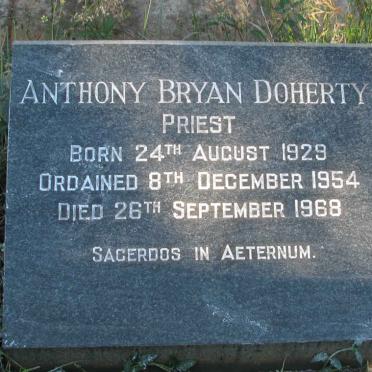 Anthony Bryan Doherty
Priest
Born 24th August 1929
Ordained 8th December 1954
Died 26th September 1968
Sacerdos in Aeternum.